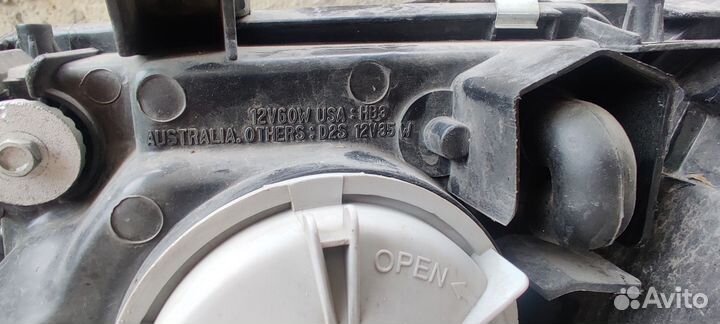 12V60W USA : HB3
AUSTRALIA. OTHERS : D2S 12V35W
OPEN
Avito